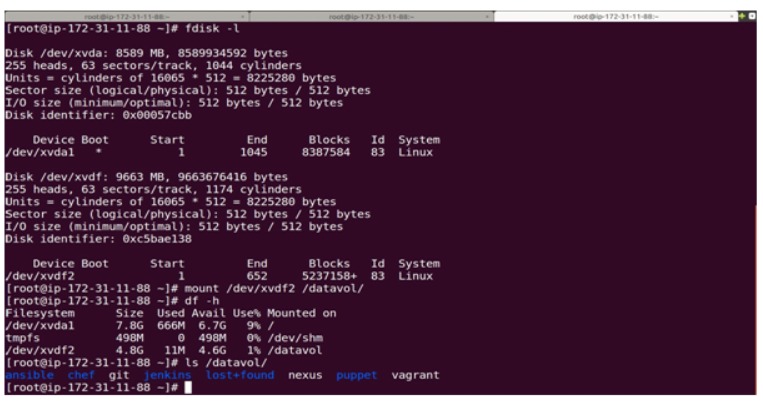 root@ip-172-31-11-88:~ root@ip-172-31-11-88:~ root@ip-172-31-11-88:~
[root@ip-172-31-11-88 ~]# fdisk -l
Disk /dev/xvda: 8589 MB, 8589934592 bytes
255 heads, 63 sectors/track, 1044 cylinders
Units = cylinders of 16065 * 512 = 8225280 bytes
Sector size (logical/physical): 512 bytes / 512 bytes
I/O size (minimum/optimal): 512 bytes / 512 bytes
Disk identifier: 0x00057cbb
Device Boot Start End Blocks Id System
/dev/xvda1 * 1 1045 8387584 83 Linux
Disk /dev/xvdf: 9663 MB, 9663676416 bytes
255 heads, 63 sectors/track, 1174 cylinders
Units = cylinders of 16065 * 512 = 8225280 bytes
Sector size (logical/physical): 512 bytes / 512 bytes
I/O size (minimum/optimal): 512 bytes / 512 bytes
Disk identifier: 0xc5bae138
Device Boot Start End Blocks Id System
/dev/xvdf2 1 652 5237158+ 83 Linux
[root@ip-172-31-11-88 ~]# mount /dev/xvdf2 /datavol/
[root@ip-172-31-11-88 ~]# df -h
Filesystem Size Used Avail Use% Mounted on
/dev/xvda1 7.8G 666M 6.7G 9% /
tmpfs 498M 0 498M 0% /dev/shm
/dev/xvdf2 4.8G 11M 4.6G 1% /datavol
[root@ip-172-31-11-88 ~]# ls /datavol/
ansible chef git jenkins lost+found nexus puppet vagrant
[root@ip-172-31-11-88 ~]#